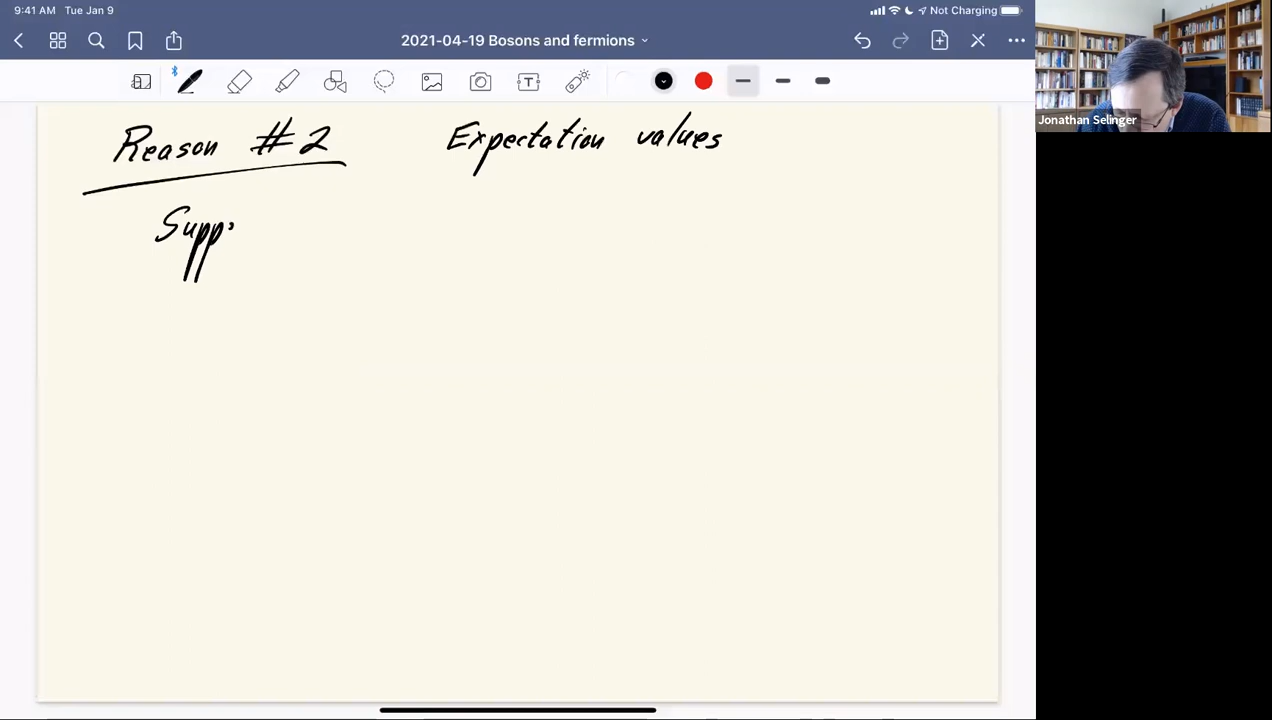 9:41 AM Tue Jan 9
Not Charging
2021-04-19 Bosons and fermions
T
Jonathan Selinger
Reason #2 Expectation values
Supp